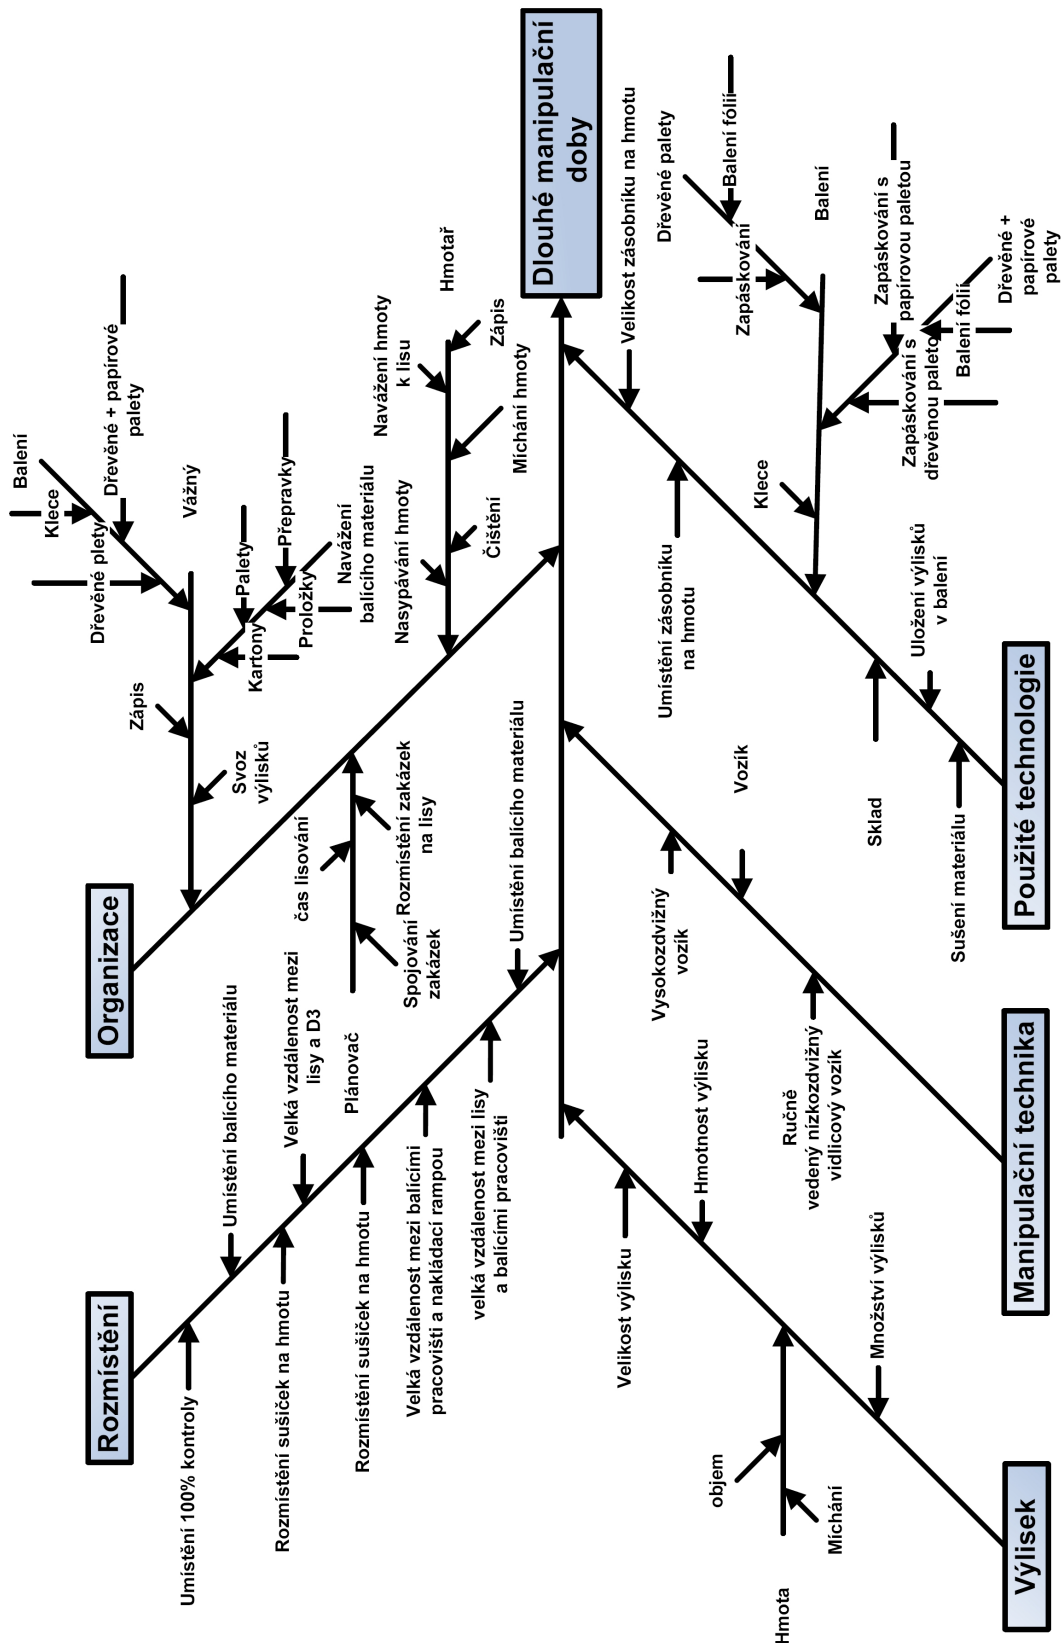 Rozmístění
Umístění 100% kontroly
Umístění balícího materiálu
Rozmístění sušiček na hmotu
Velká vzdálenost mezi
lisy a D3
Rozmístění sušiček na hmotu
Velká vzdálenost mezi balícími
pracovišti a nakládací rampou
velká vzdálenost mezi lisy
a balícími pracovišti
Umístění balícího materiálu
Organizace
Svoz
výlisků
Zápis
Vážný
Balení
Klece
Dřevěné plety
Dřevěné + papírové
palety
Kartony
Palety
Proložky
Přepravky
Navážení
balícího materiálu
Plánovač
Spojování
zakázek
čas lisování
Rozmístění zakázek
na lisy
Hmotař
Nasypávání hmoty
Čištění
Míchání hmoty
Navážení hmoty
k lisu
Zápis
Dlouhé manipulační
doby
Výlisek
Množství výlisků
Hmota
objem
Míchání
Hmotnost výlisku
Velikost výlisku
Manipulační technika
Ručně
vedený nízkozdvižný
vidlicový vozík
Vozík
Vysokozdvižný
vozík
Použité technologie
Sušení materiálu
Uložení výlisků
v balení
Sklad
Balení
Klece
Zapáskování s
dřevěnou paletou
Zapáskování s
papírovou paletou
Balení fólií
Dřevěné +
papírové
palety
Zapáskování
Balení fólií
Dřevěné palety
Umístění zásobníku
na hmotu
Velikost zásobníku na hmotu